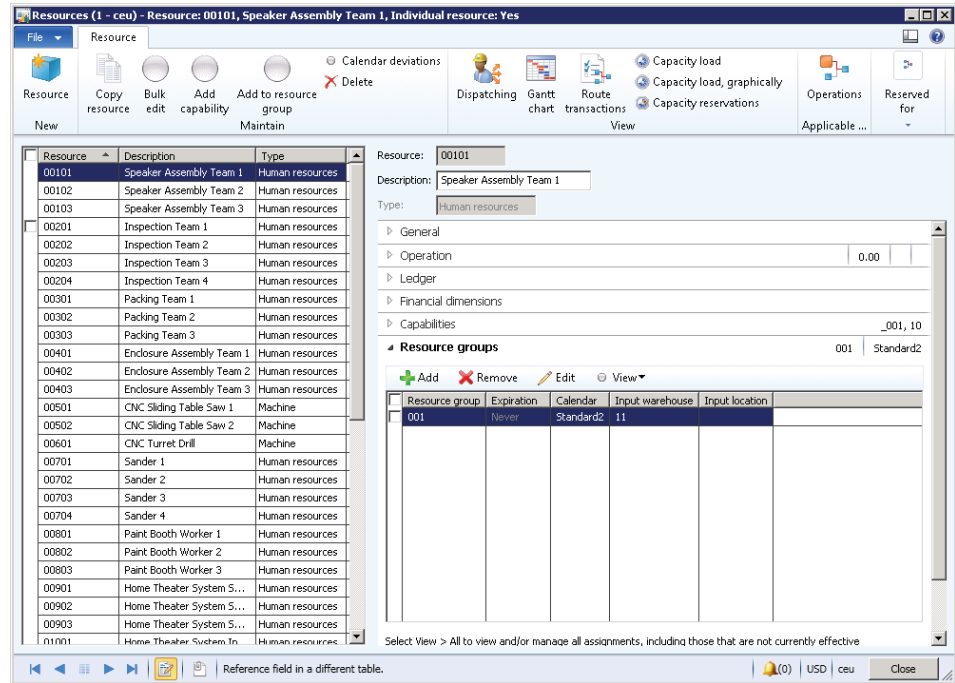 Resources (1 - ceu) - Resource: 00101, Speaker Assembly Team 1, Individual resource: Yes
File Resource
Resource
Copy resource
Bulk edit
Add capability
Add to resource group
Calendar deviations
Delete
Dispatching
Gantt chart
Route transactions
Capacity load
Capacity load, graphically
Capacity reservations
Operations
Reserved for
New Maintain View Applicable ...
Resource Description Type
00101 Speaker Assembly Team 1 Human resources
00102 Speaker Assembly Team 2 Human resources
00103 Speaker Assembly Team 3 Human resources
00201 Inspection Team 1 Human resources
00202 Inspection Team 2 Human resources
00203 Inspection Team 3 Human resources
00204 Inspection Team 4 Human resources
00301 Packing Team 1 Human resources
00302 Packing Team 2 Human resources
00303 Packing Team 3 Human resources
00401 Enclosure Assembly Team 1 Human resources
00402 Enclosure Assembly Team 2 Human resources
00403 Enclosure Assembly Team 3 Human resources
00501 CNC Sliding Table Saw 1 Machine
00502 CNC Sliding Table Saw 2 Machine
00601 CNC Turret Drill Machine
00701 Sander 1 Human resources
00702 Sander 2 Human resources
00703 Sander 3 Human resources
00704 Sander 4 Human resources
00801 Paint Booth Worker 1 Human resources
00802 Paint Booth Worker 2 Human resources
00803 Paint Booth Worker 3 Human resources
00901 Home Theater System S... Human resources
00902 Home Theater System S... Human resources
00903 Home Theater System S... Human resources
01001 Home Theater System In... Human resources
Resource: 00101
Description: Speaker Assembly Team 1
Type: Human resources
General
Operation 0.00
Ledger
Financial dimensions
Capabilities _001, 10
Resource groups 001 Standard2
Add Remove Edit View
Resource group Expiration Calendar Input warehouse Input location
001 Never Standard2 11
Select View > All to view and/or manage all assignments, including those that are not currently effective
Reference field in a different table. (0) USD ceu Close